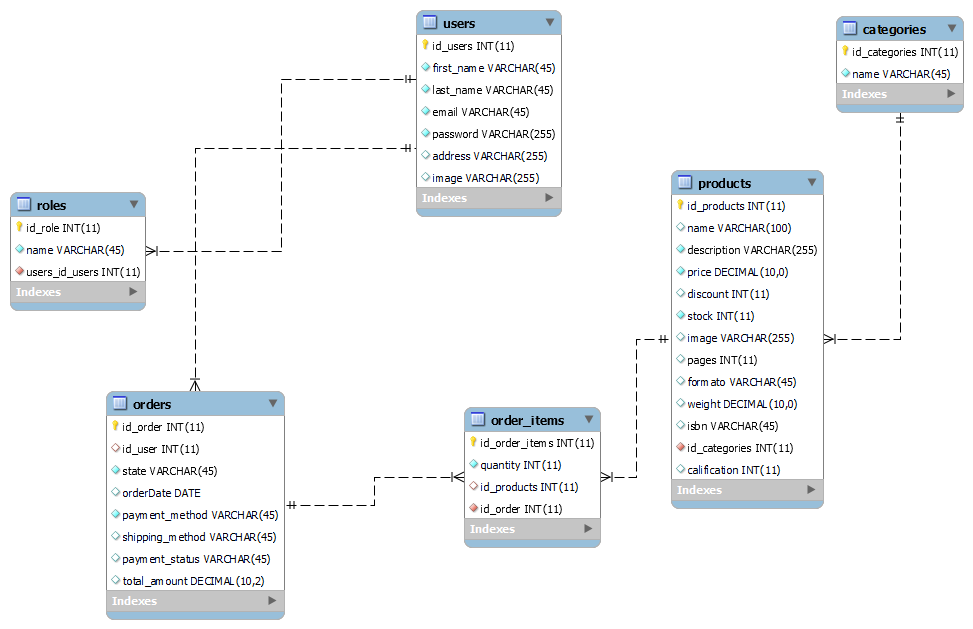 users
id_users INT(11)
first_name VARCHAR(45)
last_name VARCHAR(45)
email VARCHAR(45)
password VARCHAR(255)
address VARCHAR(255)
image VARCHAR(255)
Indexes
categories
id_categories INT(11)
name VARCHAR(45)
Indexes
roles
id_role INT(11)
name VARCHAR(45)
users_id_users INT(11)
Indexes
products
id_products INT(11)
name VARCHAR(100)
description VARCHAR(255)
price DECIMAL(10,0)
discount INT(11)
stock INT(11)
image VARCHAR(255)
pages INT(11)
formato VARCHAR(45)
weight DECIMAL(10,0)
isbn VARCHAR(45)
id_categories INT(11)
calification INT(11)
Indexes
orders
id_order INT(11)
id_user INT(11)
state VARCHAR(45)
orderDate DATE
payment_method VARCHAR(45)
shipping_method VARCHAR(45)
payment_status VARCHAR(45)
total_amount DECIMAL(10,2)
Indexes
order_items
id_order_items INT(11)
quantity INT(11)
id_products INT(11)
id_order INT(11)
Indexes